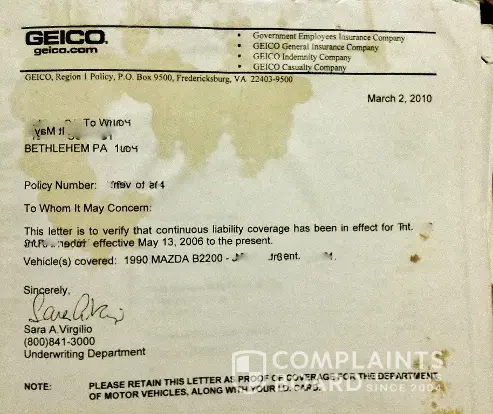 GEICO.
geico.com
• Government Employees Insurance Company
• GEICO General Insurance Company
• GEICO Indemnity Company
• GEICO Casualty Company
GEICO, Region 1 Policy, P.O. Box 9500, Fredericksburg, VA 22403-9500
March 2, 2010
To
BETHLEHEM PA
Policy Number:
To Whom It May Concern:
This letter is to verify that continuous liability coverage has been in effect for
effective May 13, 2006 to the present.
Vehicle(s) covered: 1990 MAZDA B2200 -
Sincerely,
Sara A.Virgilio
(800)841-3000
Underwriting Department
NOTE: PLEASE RETAIN THIS LETTER AS PROOF OF COVERAGE FOR THE DEPARTMENT
OF MOTOR VEHICLES, ALONG WITH YOUR I.D. CARD.
COMPLAINTS
BOARD SINCE 2004